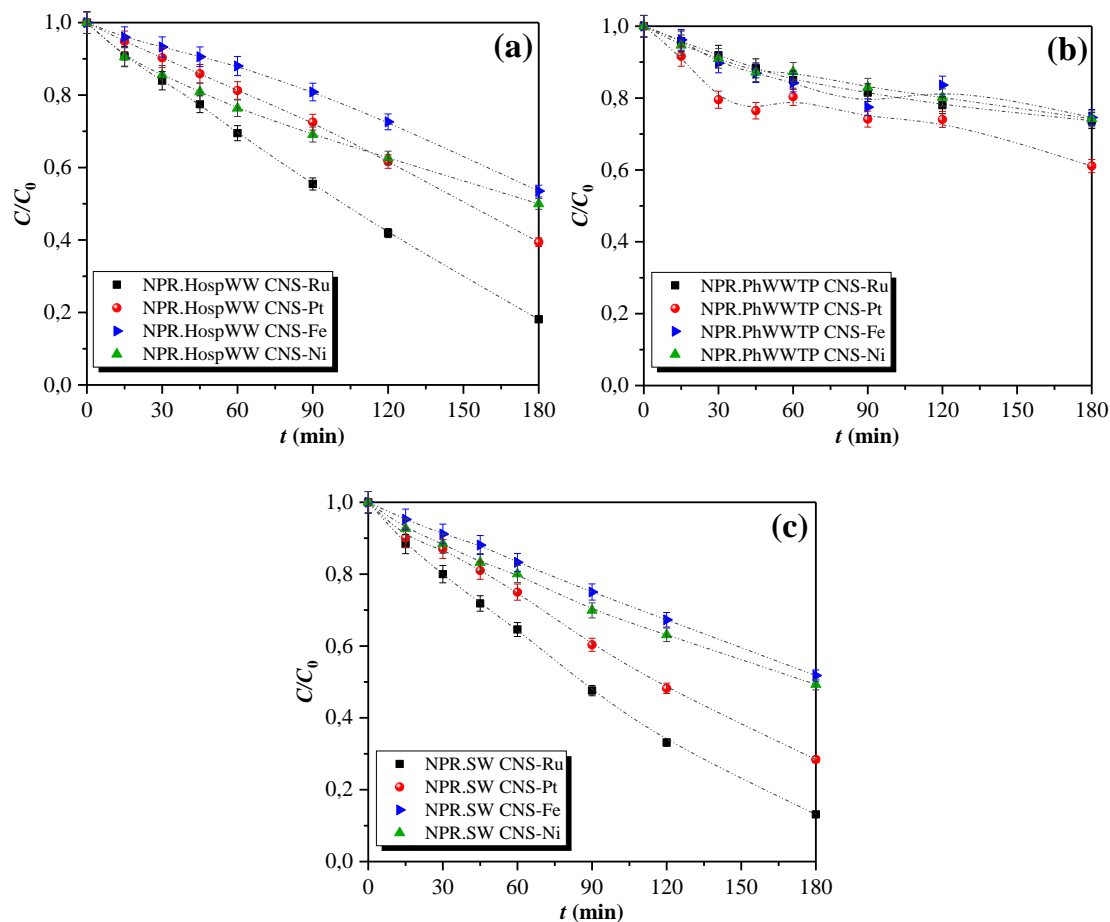 (a)
C/C0
1,0
0,8
0,6
0,4
0,2
0,0
NPR.HospWW CNS-Ru
NPR.HospWW CNS-Pt
NPR.HospWW CNS-Fe
NPR.HospWW CNS-Ni
0 30 60 90 120 150 180
t (min)
(b)
C/C0
1,0
0,8
0,6
0,4
0,2
0,0
NPR.PhWWTP CNS-Ru
NPR.PhWWTP CNS-Pt
NPR.PhWWTP CNS-Fe
NPR.PhWWTP CNS-Ni
0 30 60 90 120 150 180
t (min)
(c)
C/C0
1,0
0,8
0,6
0,4
0,2
0,0
NPR.SW CNS-Ru
NPR.SW CNS-Pt
NPR.SW CNS-Fe
NPR.SW CNS-Ni
0 30 60 90 120 150 180
t (min)